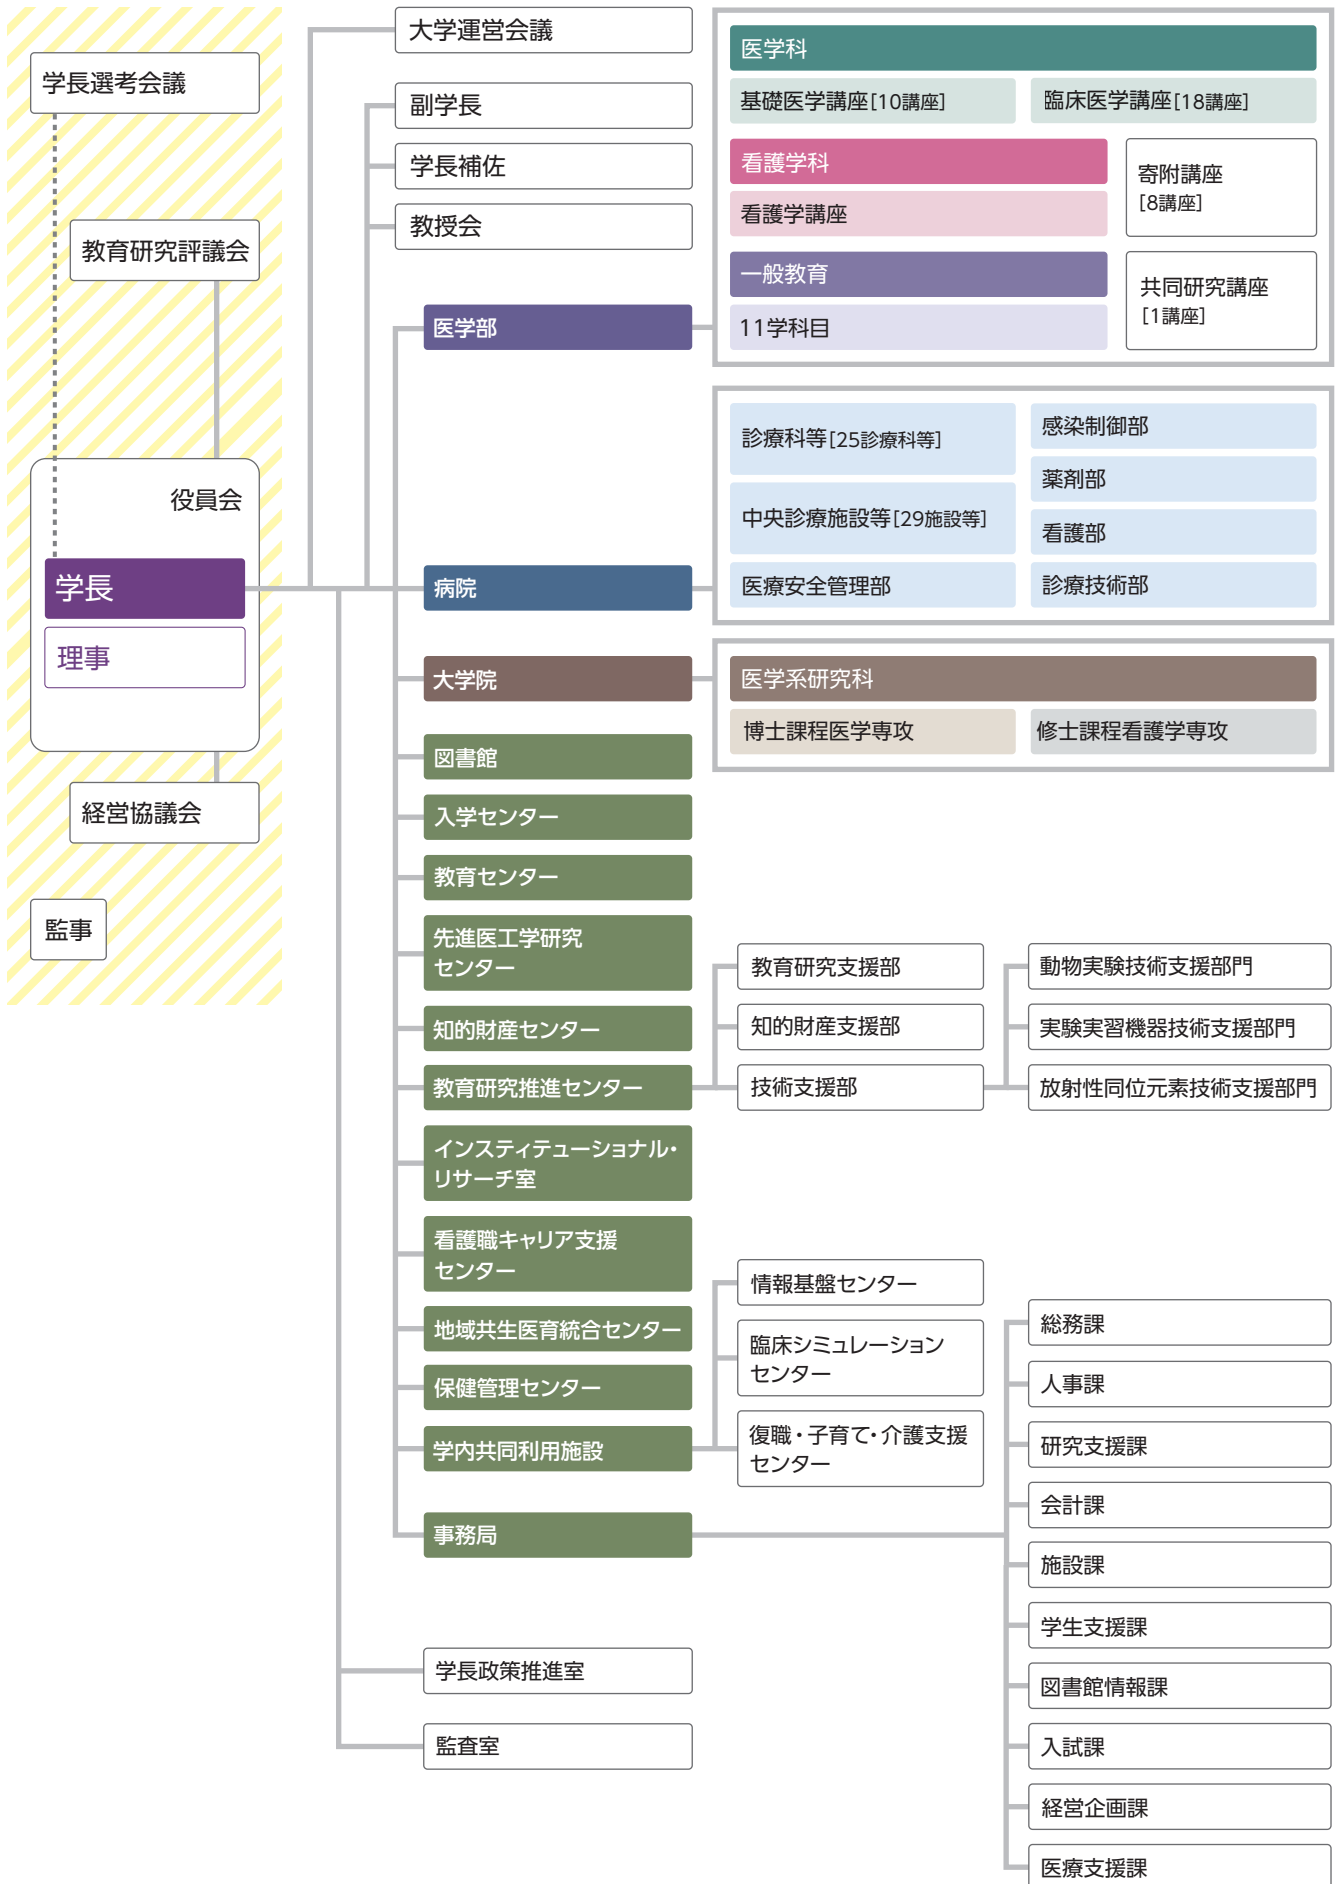 学長選考会議
教育研究評議会
役員会
学長
理事
経営協議会
監事
大学運営会議
副学長
学長補佐
教授会
医学部
医学科
基礎医学講座[10講座]
臨床医学講座[18講座]
看護学科
看護学講座
一般教育
11学科目
寄附講座
[8講座]
共同研究講座
[1講座]
病院
診療科等[25診療科等]
中央診療施設等[29施設等]
医療安全管理部
感染制御部
薬剤部
看護部
診療技術部
大学院
医学系研究科
博士課程医学専攻
修士課程看護学専攻
図書館
入学センター
教育センター
先進医工学研究
センター
知的財産センター
教育研究推進センター
教育研究支援部
知的財産支援部
技術支援部
動物実験技術支援部門
実験実習機器技術支援部門
放射性同位元素技術支援部門
インスティテューショナル・
リサーチ室
看護職キャリア支援
センター
地域共生医育統合センター
保健管理センター
学内共同利用施設
情報基盤センター
臨床シミュレーション
センター
復職・子育て・介護支援
センター
事務局
総務課
人事課
研究支援課
会計課
施設課
学生支援課
図書館情報課
入試課
経営企画課
医療支援課
学長政策推進室
監査室